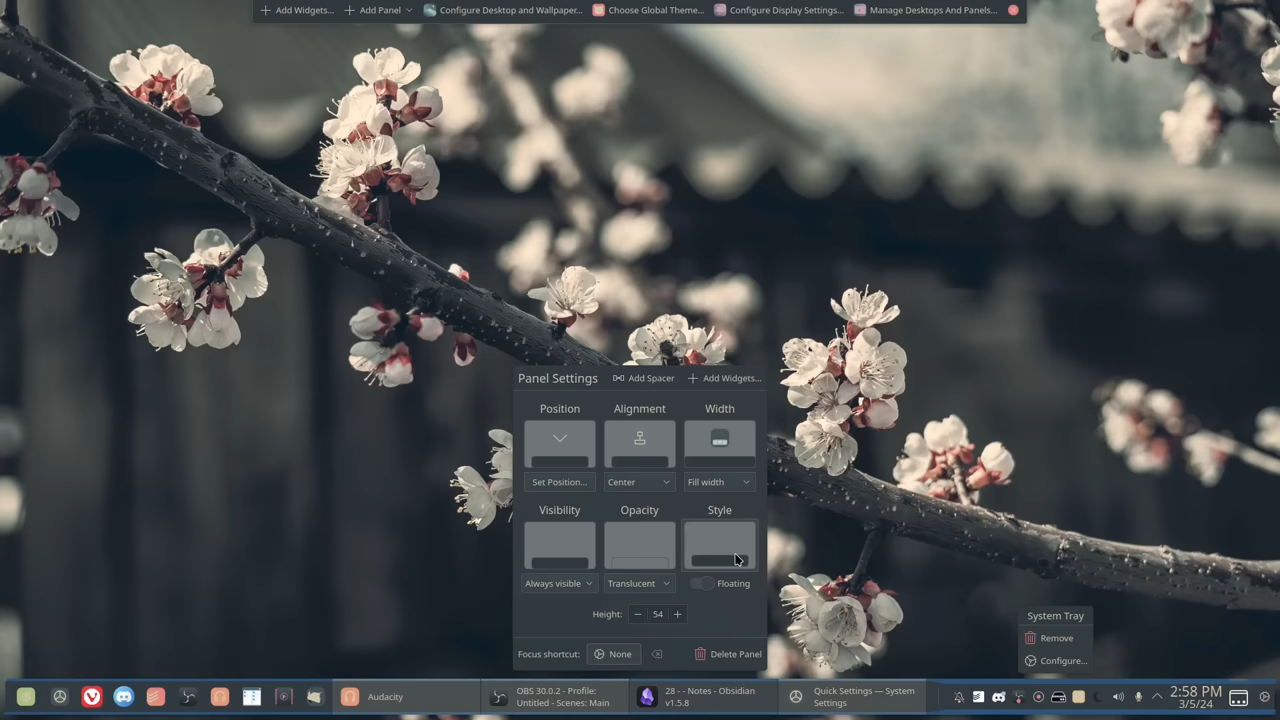 Add Widgets...
Add Panel
Configure Desktop and Wallpaper...
Choose Global Theme...
Configure Display Settings...
Manage Desktops And Panels...
Panel Settings
Add Spacer
Add Widgets...
Position
Alignment
Width
Set Position...
Center
Fill width
Visibility
Opacity
Style
Always visible
Translucent
Floating
Height:
54
Focus shortcut:
None
Delete Panel
System Tray
Remove
Configure...
Audacity
OBS 30.0.2 - Profile:
Untitled - Scenes: Main
28 - - Notes - Obsidian
v1.5.8
Quick Settings — System
Settings
2:58 PM
3/5/24